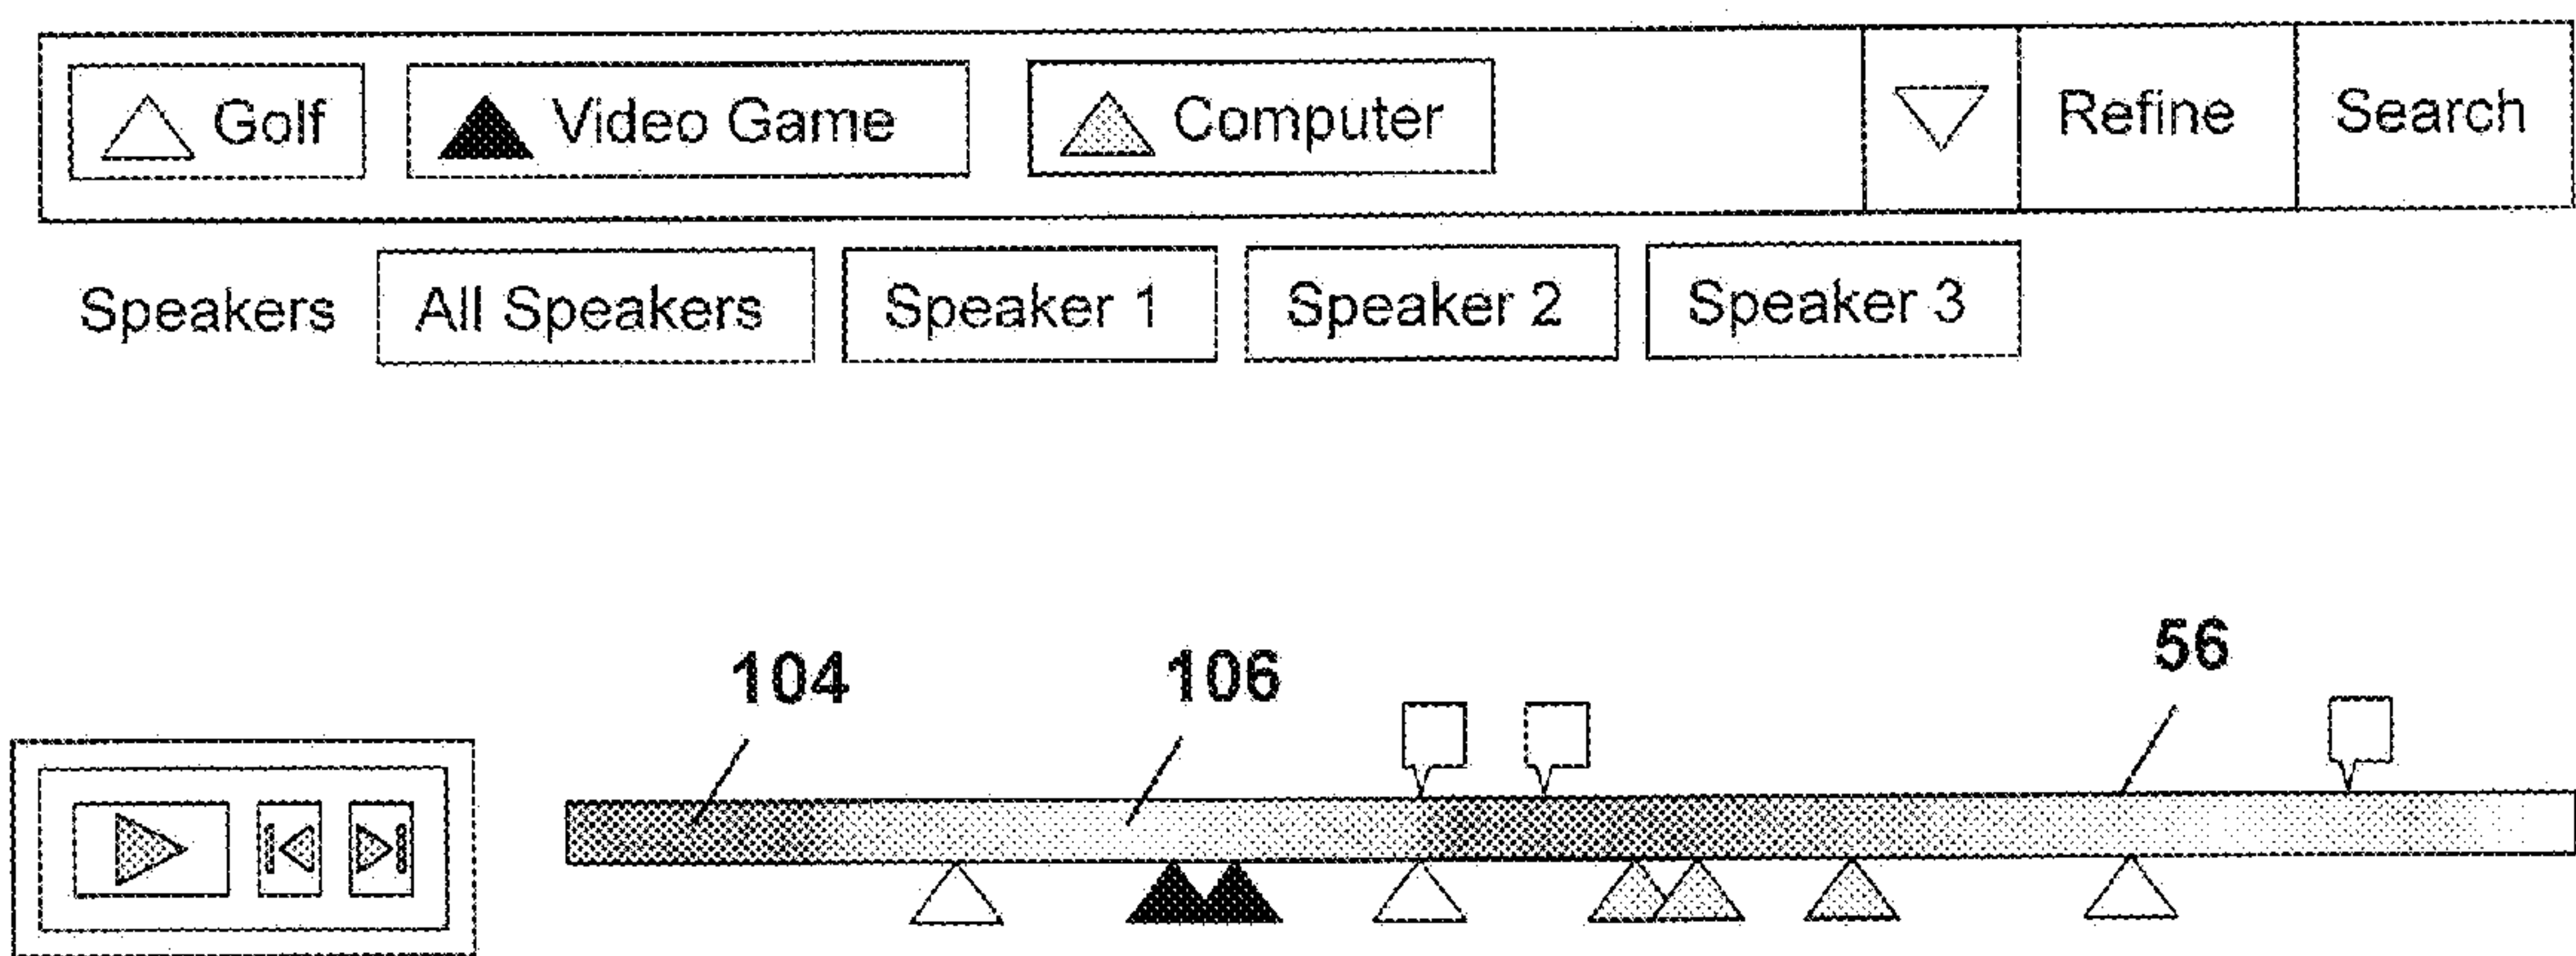 Golf Video Game Computer Refine Search
Speakers All Speakers Speaker 1 Speaker 2 Speaker 3
104 106 56